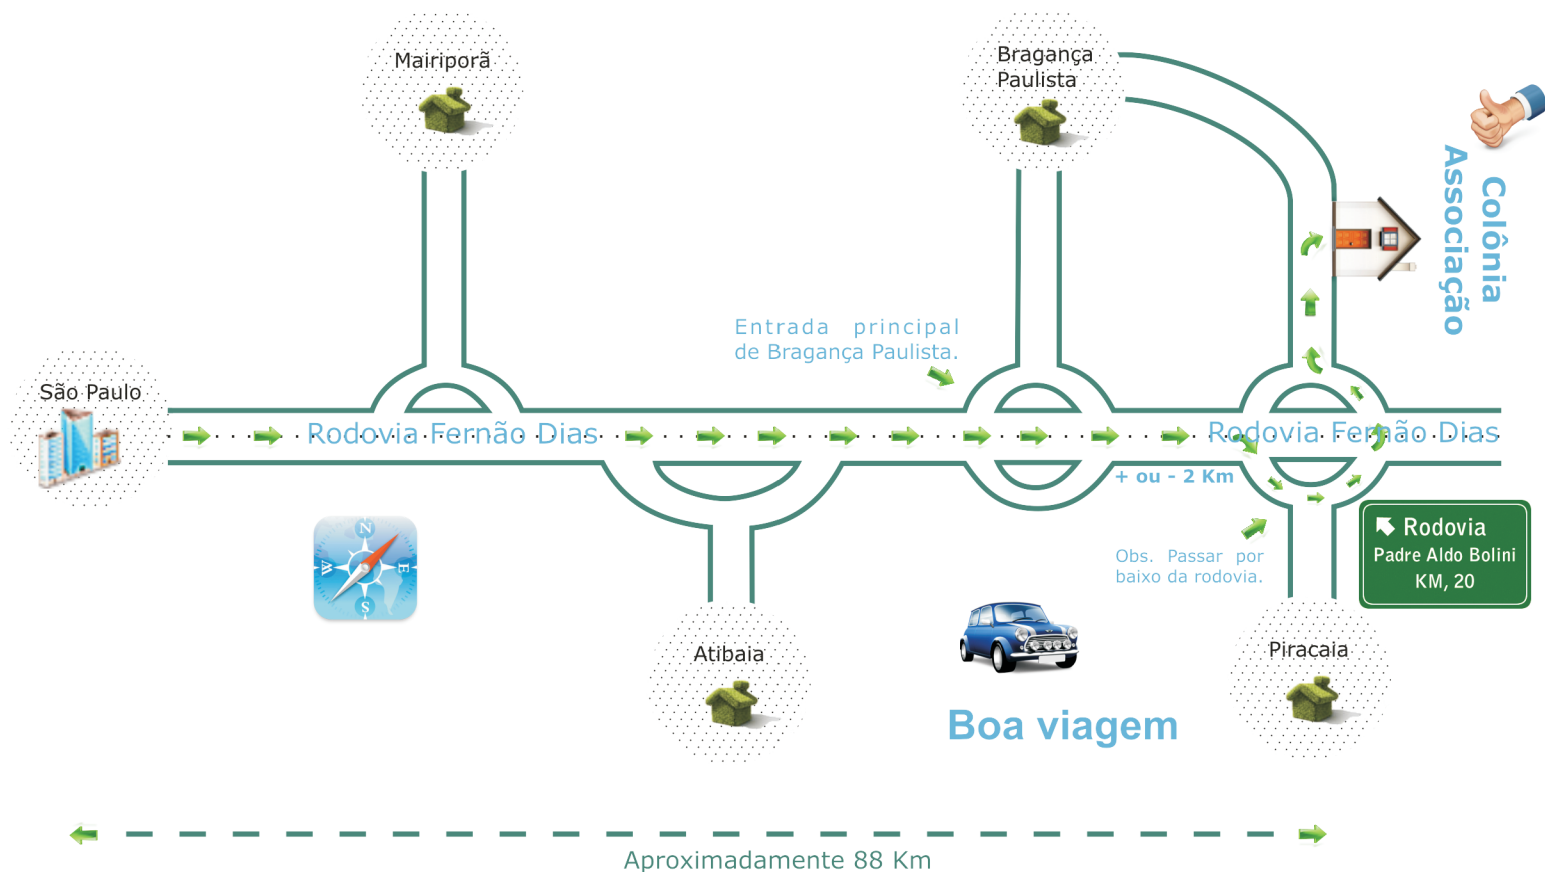 Mairiporã
Bragança
Paulista
Colônia
Associação
Entrada principal
de Bragança Paulista.
São Paulo
Rodovia Fernão Dias
Rodovia Fernão Dias
+ ou - 2 Km
N
W
E
S
Obs. Passar por
baixo da rodovia.
Rodovia
Padre Aldo Bolini
KM, 20
Atibaia
Piracaia
Boa viagem
Aproximadamente 88 Km